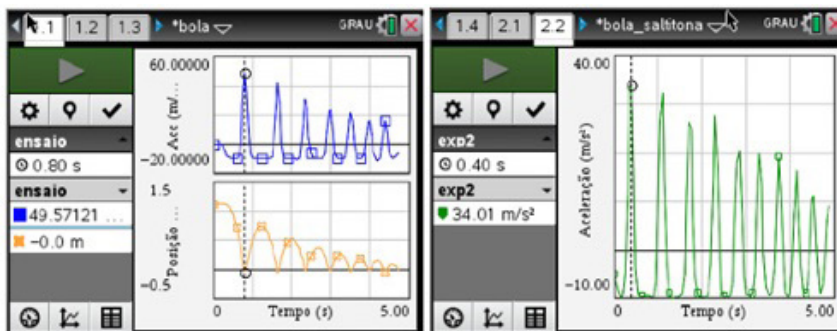 1.1 1.2 1.3 *bola GRAU
ensaio
0.80 s
ensaio
49.57121 ...
-0.0 m
60.00000
Acc (m/...
-20.00000
1.5
Posição ...
-0.5
Tempo (s) 5.00
1.4 2.1 2.2 *bola_saltitona GRAU
exp2
0.40 s
exp2
34.01 m/s²
40.00
Aceleração (m/s²)
-10.00
Tempo (s) 5.00